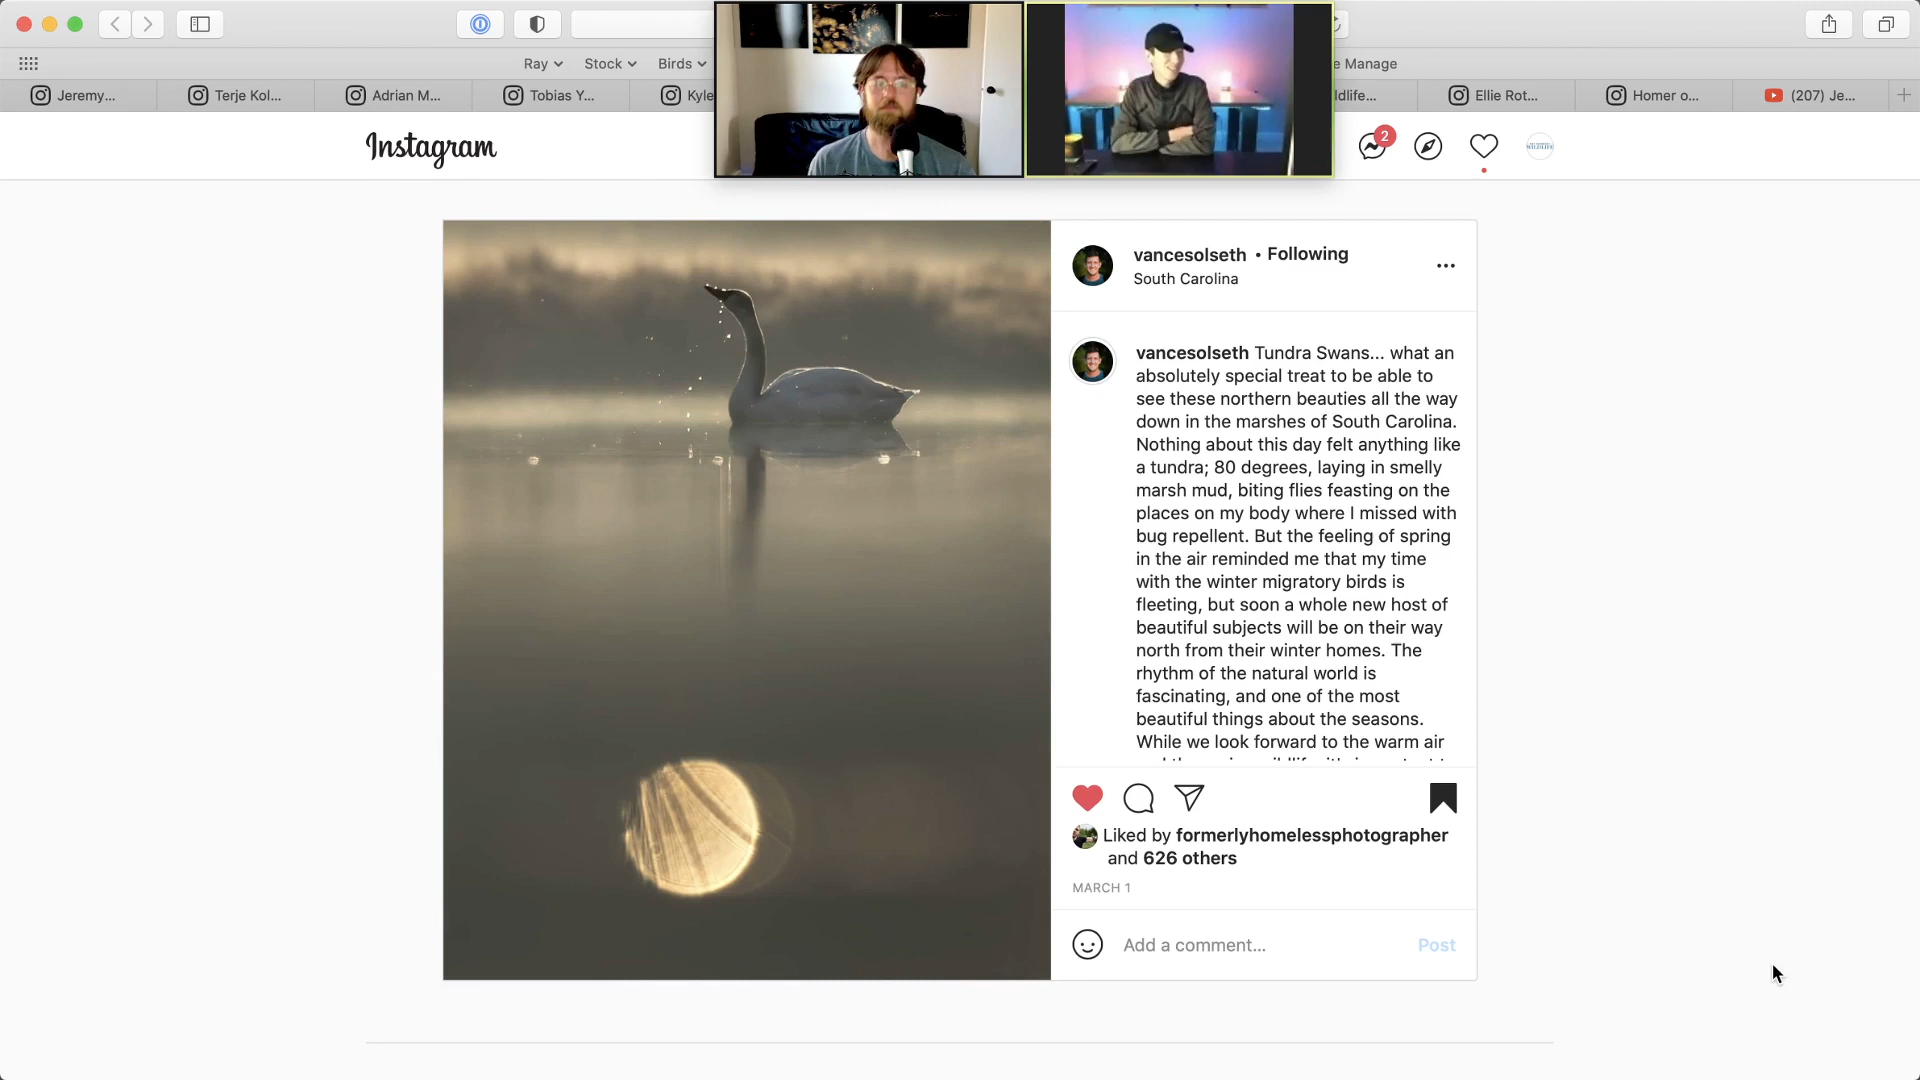 Ray
Stock
Birds
e Manage
Jeremy...
Terje Kol...
Adrian M...
Tobias Y...
Kyle
ldlife...
Ellie Rot...
Homer o...
(207) Je...
Instagram
2
vancesolseth • Following
South Carolina
vancesolseth Tundra Swans... what an
absolutely special treat to be able to
see these northern beauties all the way
down in the marshes of South Carolina.
Nothing about this day felt anything like
a tundra; 80 degrees, laying in smelly
marsh mud, biting flies feasting on the
places on my body where I missed with
bug repellent. But the feeling of spring
in the air reminded me that my time
with the winter migratory birds is
fleeting, but soon a whole new host of
beautiful subjects will be on their way
north from their winter homes. The
rhythm of the natural world is
fascinating, and one of the most
beautiful things about the seasons.
While we look forward to the warm air
Liked by formerlyhomelessphotographer
and 626 others
MARCH 1
Add a comment...
Post